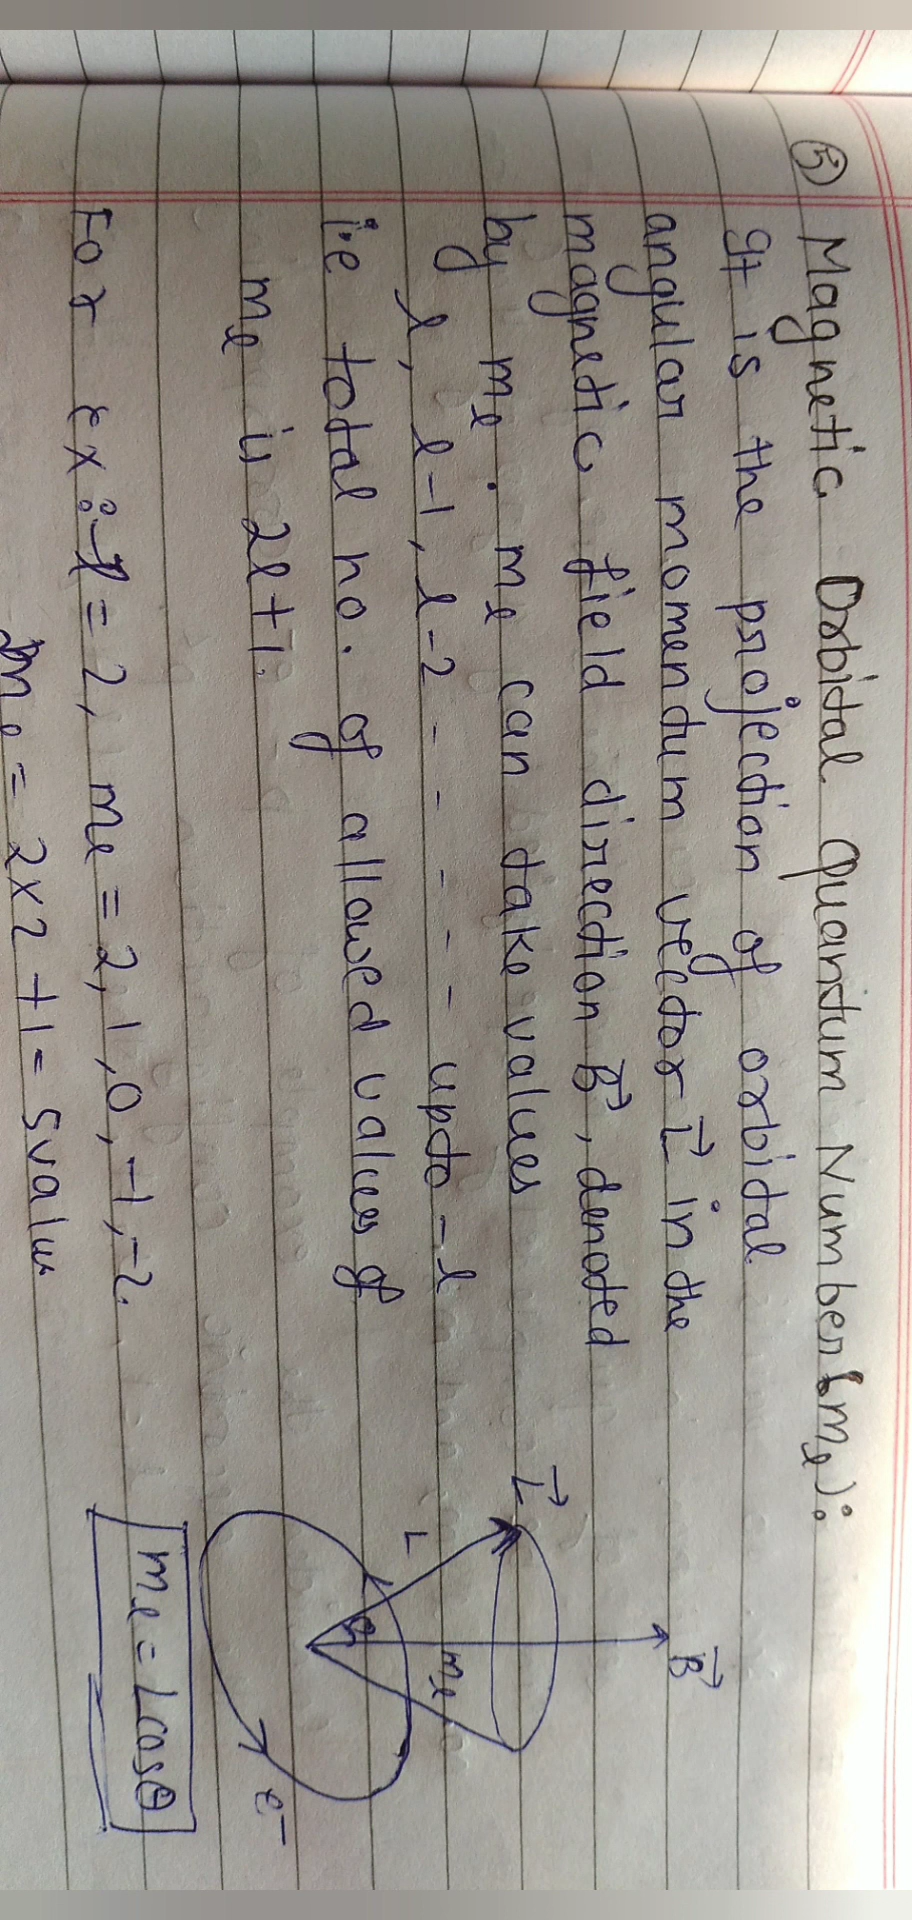 ⑤ Magnetic Orbital Quantum Number (mℓ):
It is the projection of orbital
angular momentum vector L⃗ in the
magnetic field direction B⃗, denoted
by mℓ. mℓ can take values
ℓ, ℓ-1, ℓ-2 - - - - - upto -ℓ
i.e total no. of allowed values of
mℓ is 2ℓ+1.
For ex:- ℓ=2, mℓ = 2, 1, 0, -1, -2.
mℓ = 2×2+1 = 5 values
B⃗
L⃗
L
mℓ
θ
e⁻
mℓ = Lcosθ